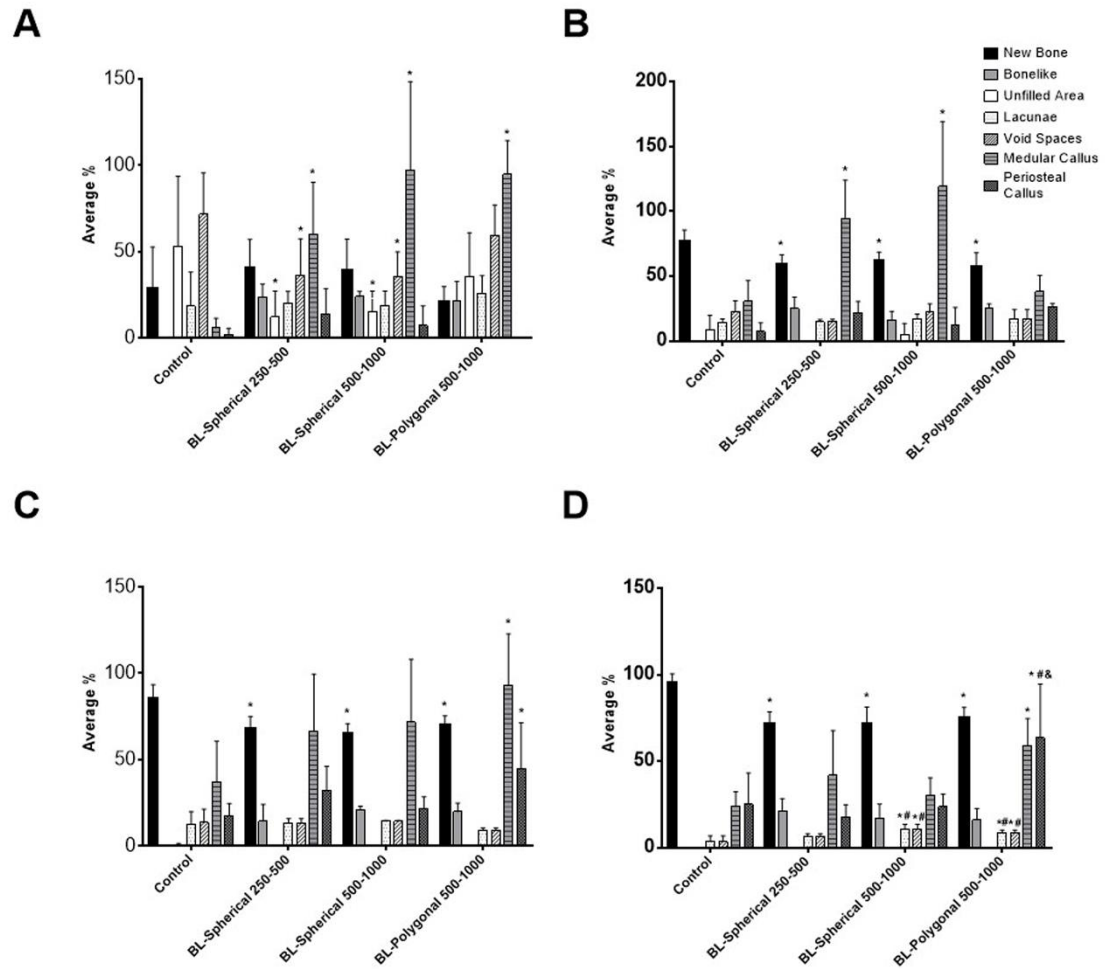 A
Average %
150
100
50
0
Control
BL-Spherical 250-500
BL-Spherical 500-1000
BL-Polygonal 500-1000
* * * * * * *
B
Average %
200
150
100
50
0
Control
BL-Spherical 250-500
BL-Spherical 500-1000
BL-Polygonal 500-1000
* * * * *
New Bone
Bonelike
Unfilled Area
Lacunae
Void Spaces
Medular Callus
Periosteal
Callus
C
Average %
150
100
50
0
Control
BL-Spherical 250-500
BL-Spherical 500-1000
BL-Polygonal 500-1000
* * * * *
D
Average %
150
100
50
0
Control
BL-Spherical 250-500
BL-Spherical 500-1000
BL-Polygonal 500-1000
* * *# *# * *# *# * *#&